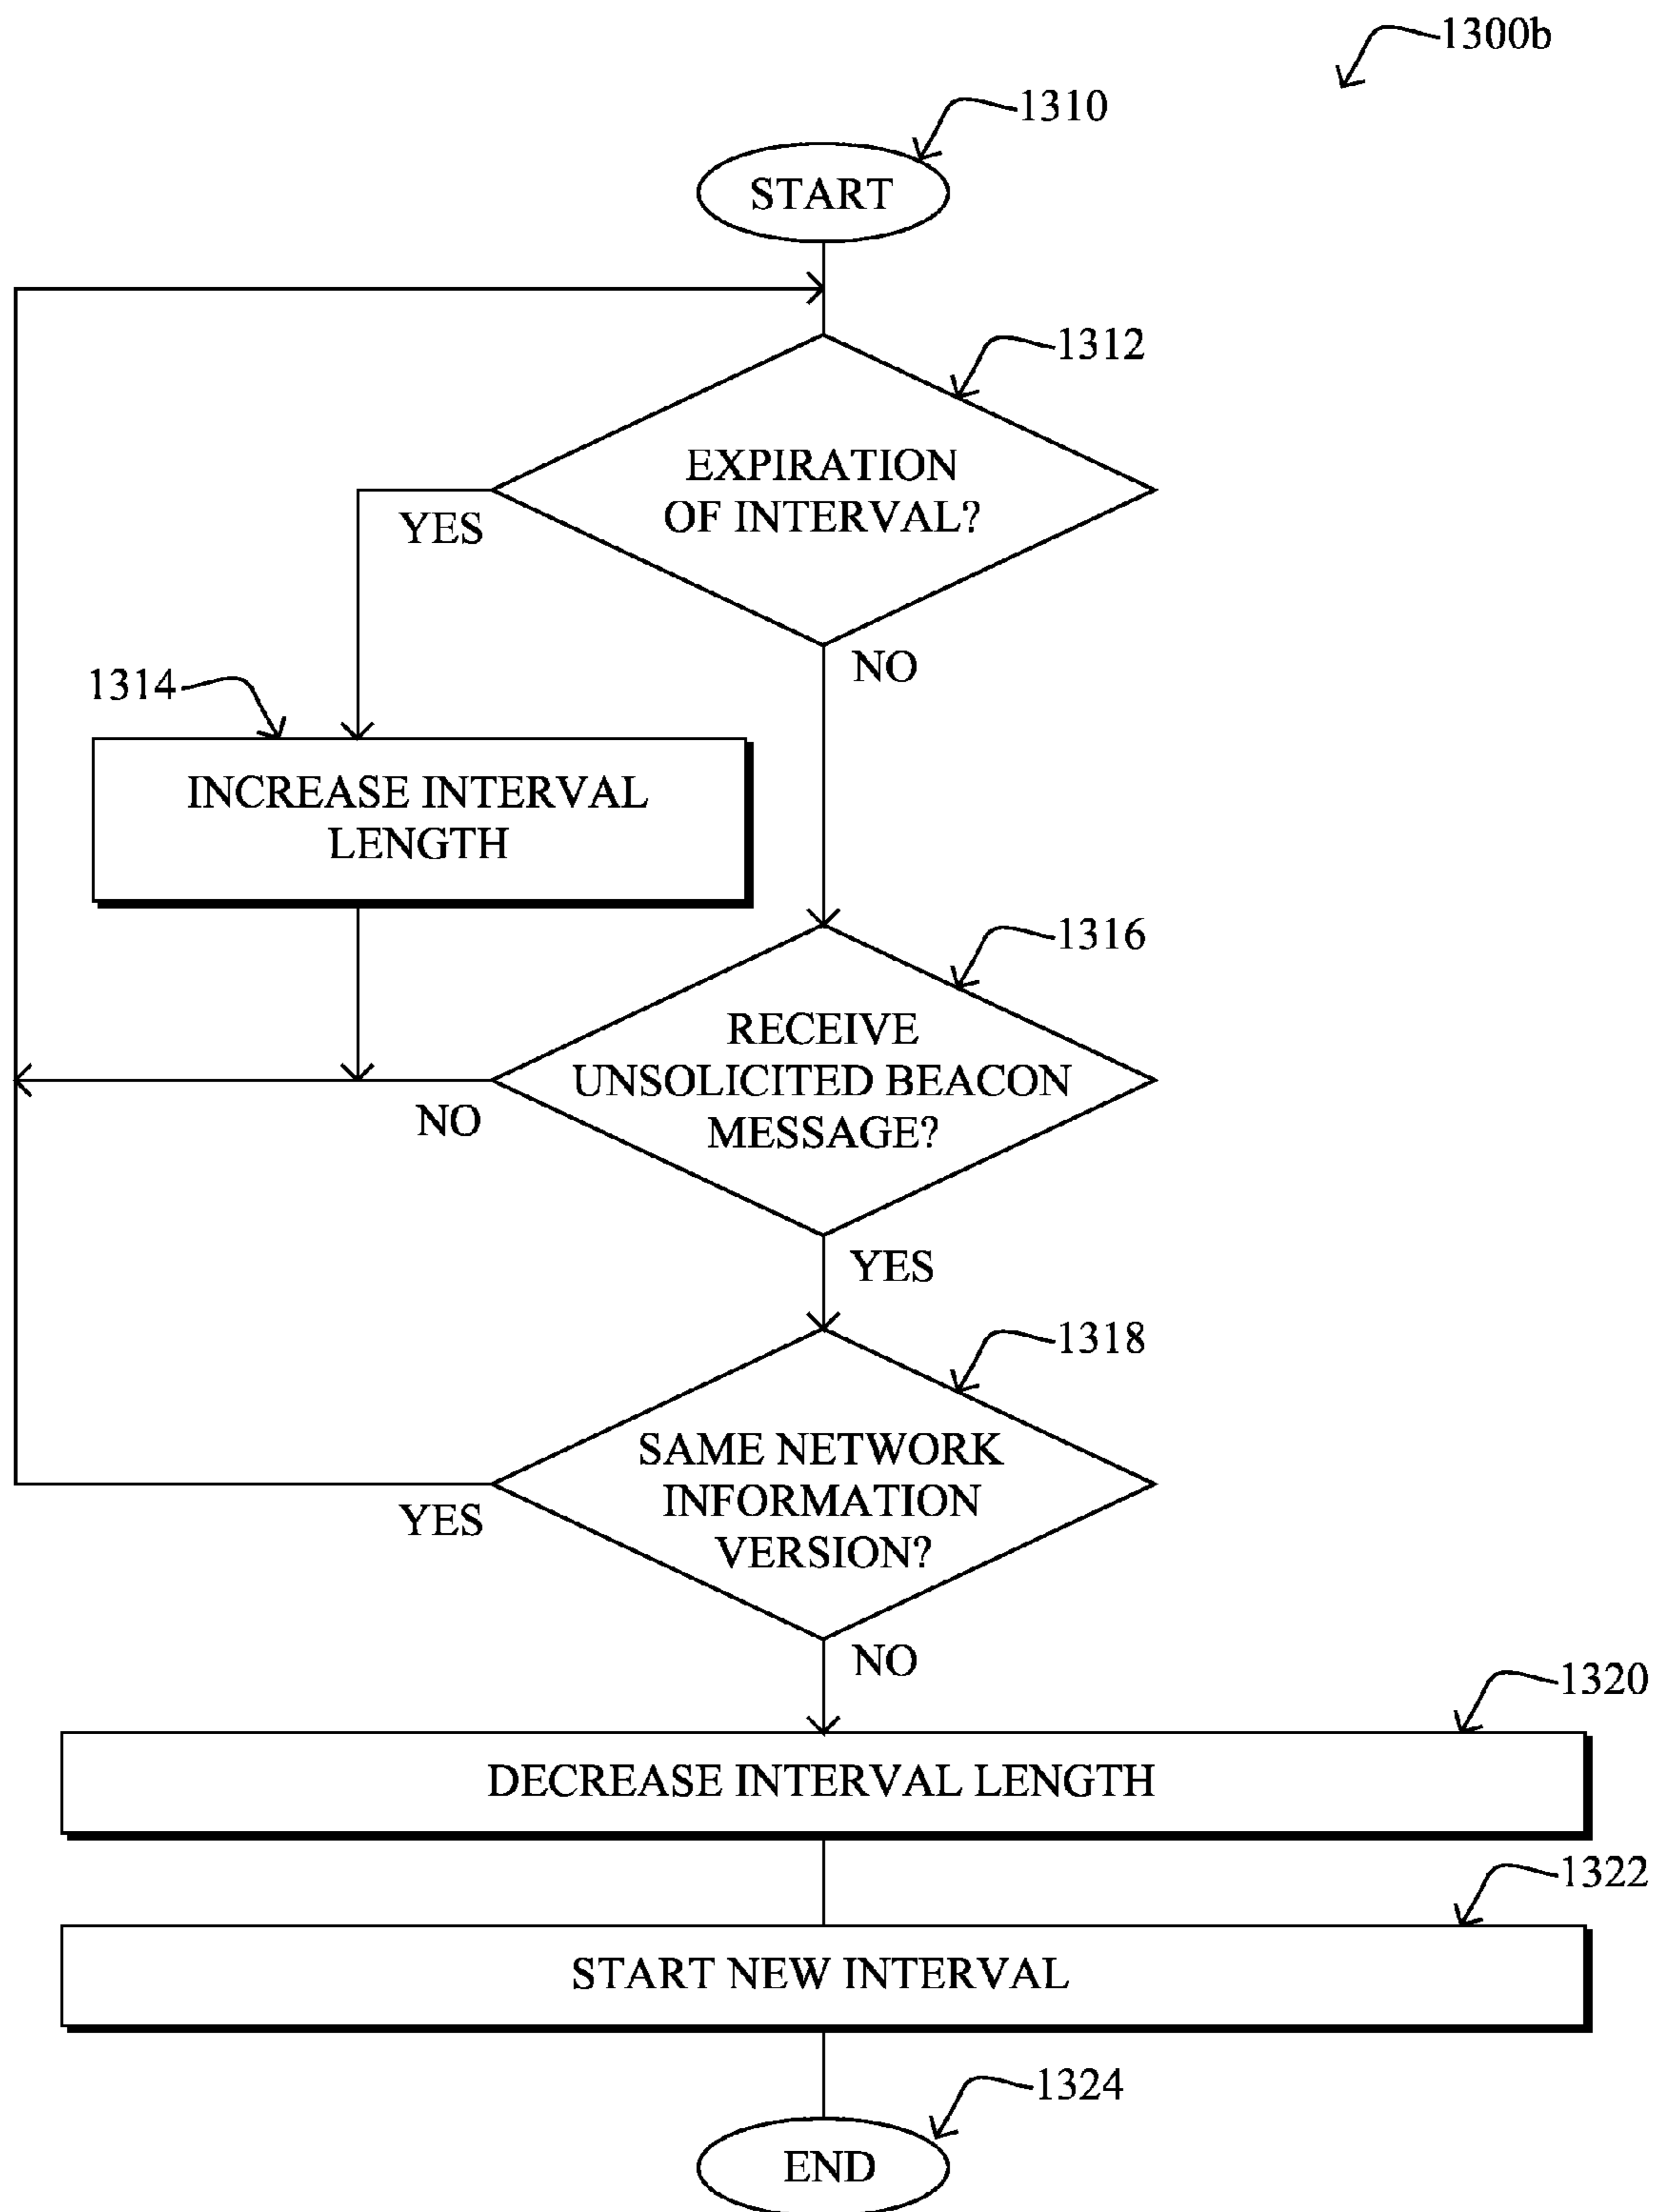 1300b
1310
START
1312
EXPIRATION
OF INTERVAL?
YES
NO
1314
INCREASE INTERVAL
LENGTH
1316
RECEIVE
UNSOLICITED BEACON
MESSAGE?
NO
YES
1318
SAME NETWORK
INFORMATION
VERSION?
YES
NO
1320
DECREASE INTERVAL LENGTH
1322
START NEW INTERVAL
1324
END